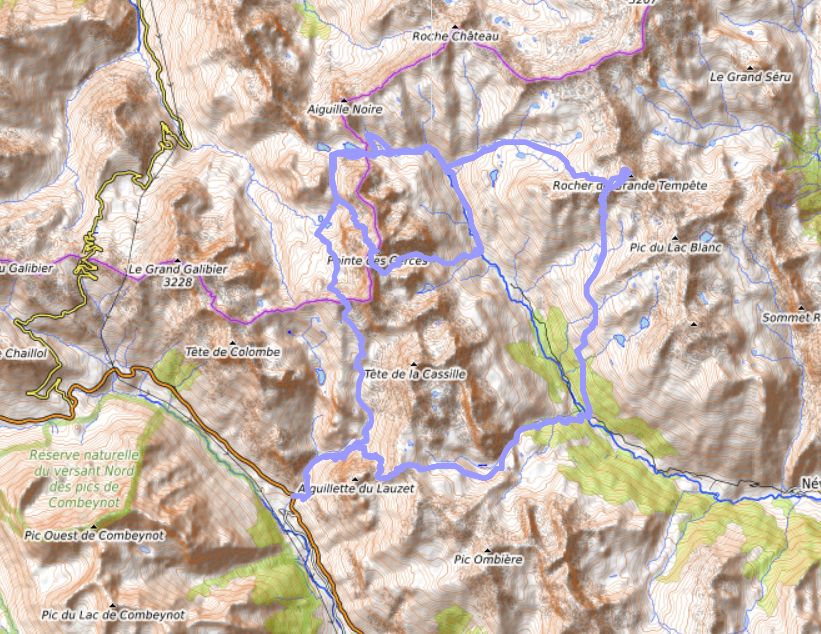 3207
Roche Château
Le Grand Séru
Aiguille Noire
Rocher de Grande Tempête
Pic du Lac Blanc
u Galibier
Le Grand Galibier
3228
Pointe des Cerces
Sommet R
e Chaillol
Tête de Colombe
Tête de la Cassille
Réserve naturelle
du versant Nord
des pics de
Combeynot
Aiguillette du Lauzet
Név
Pic Ouest de Combeynot
Pic Ombière
Pic du Lac de Combeynot